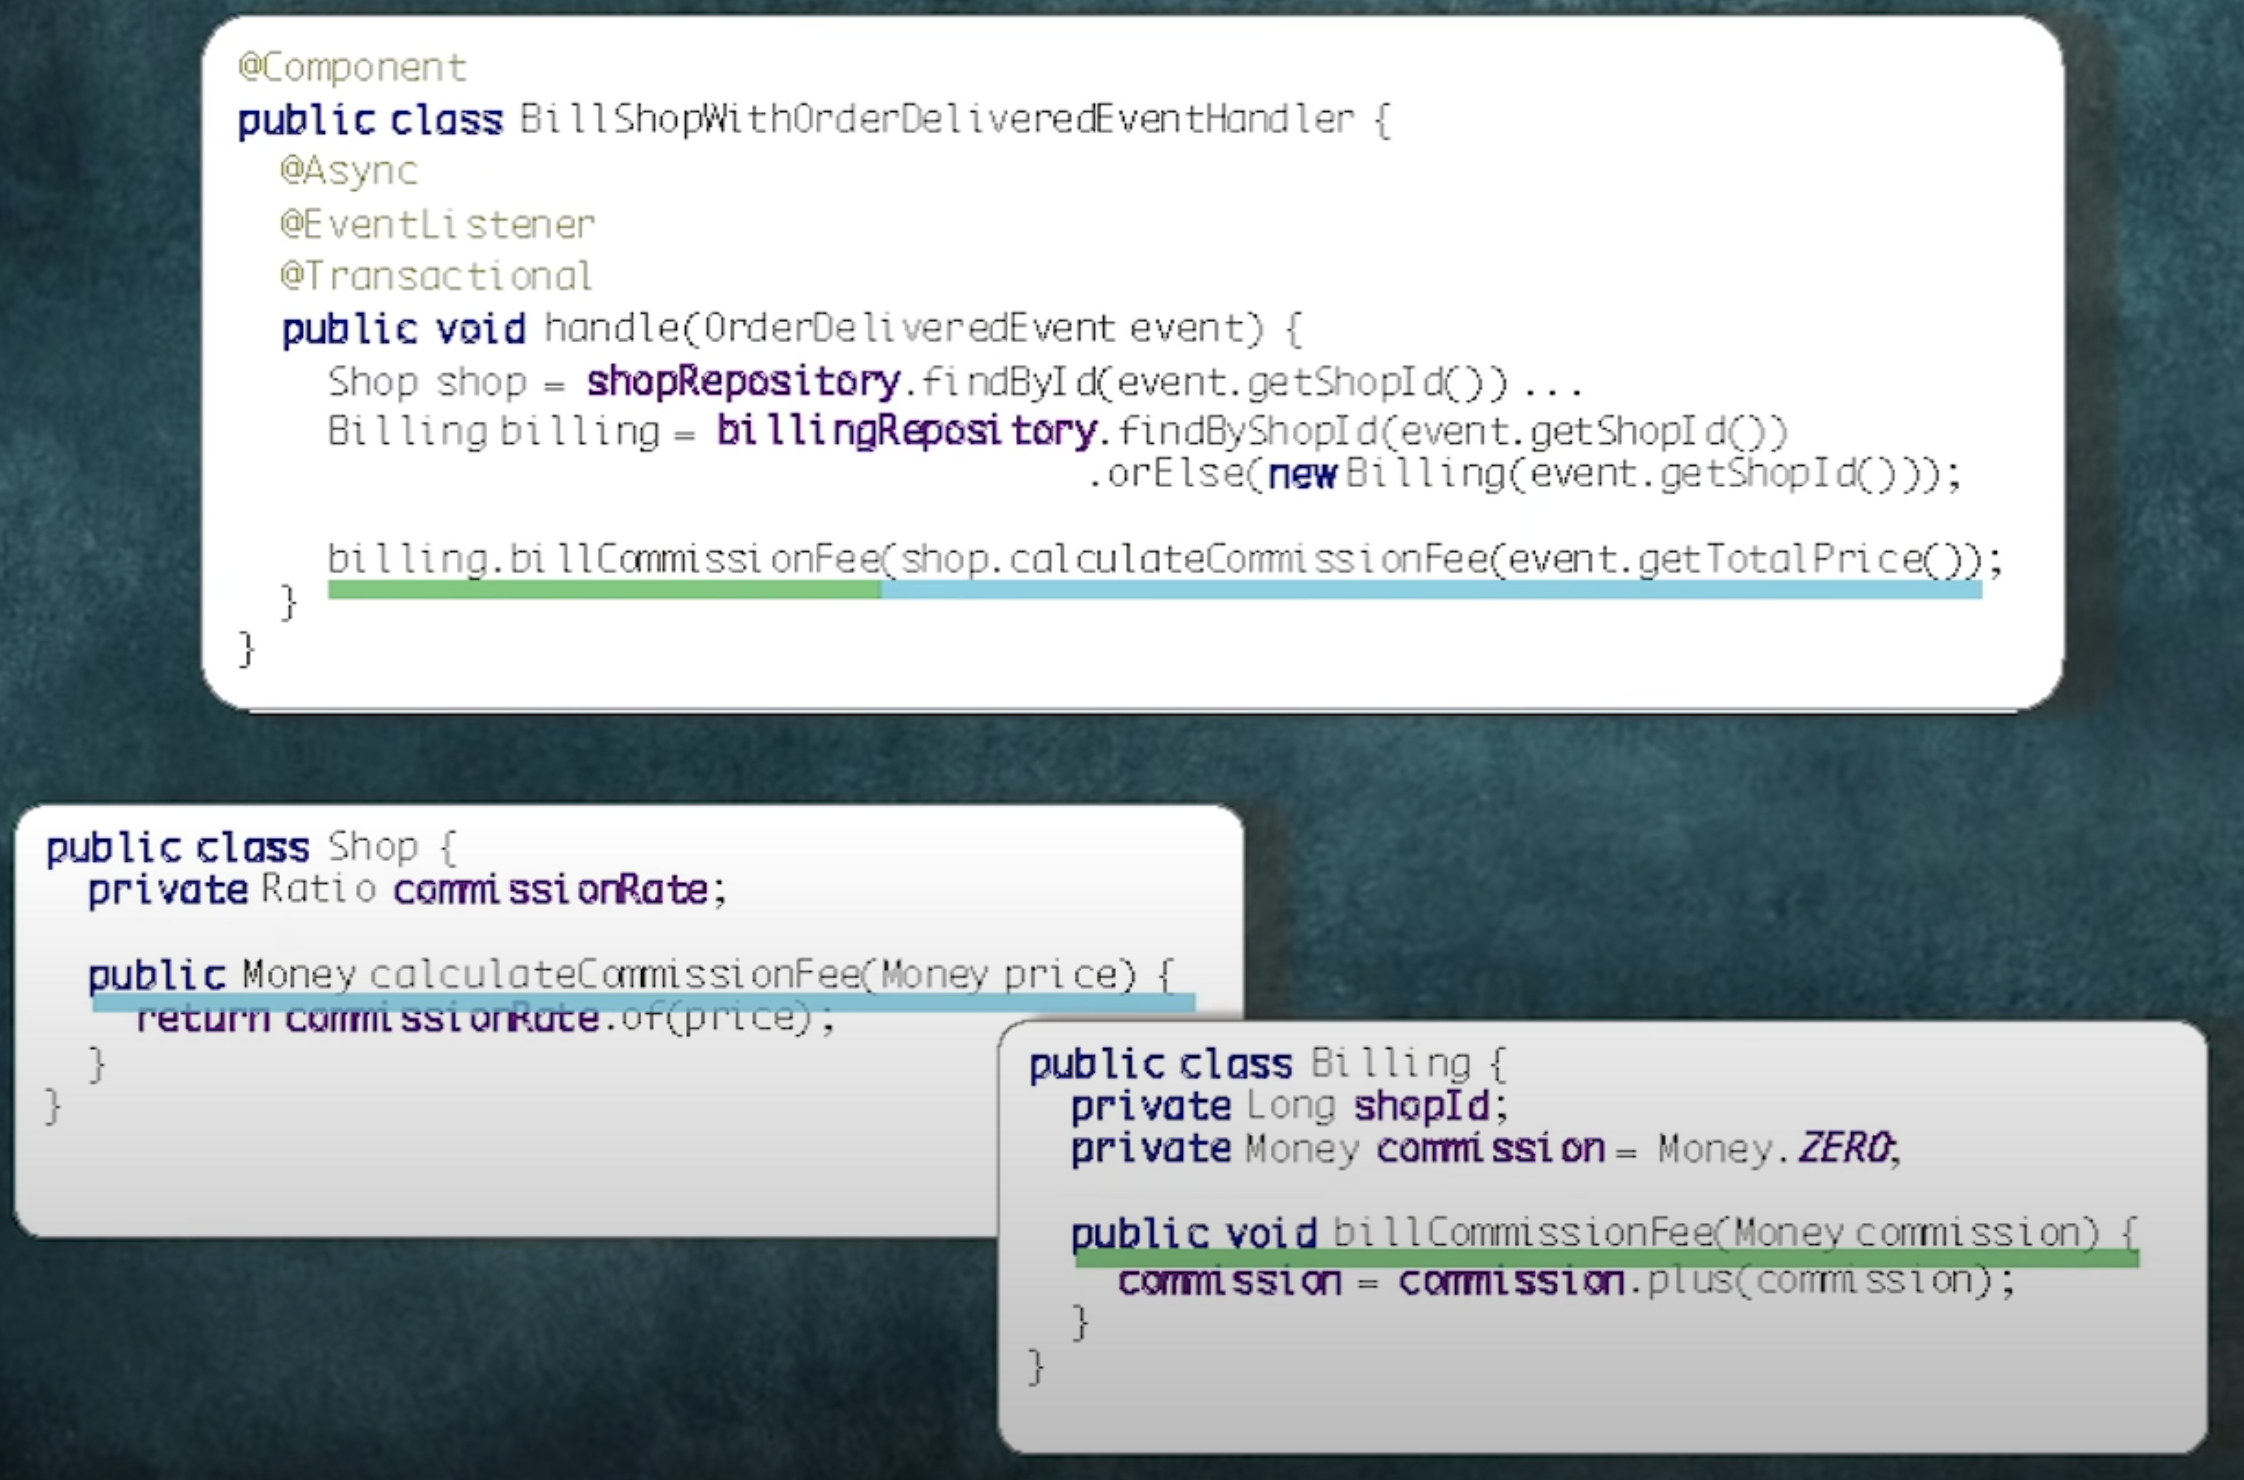 @Component
public class BillShopWithOrderDeliveredEventHandler {
@Async
@EventListener
@Transactional
public void handle(OrderDeliveredEvent event) {
Shop shop = shopRepository.findById(event.getShopId()) ...
Billing billing = billingRepository.findByShopId(event.getShopId())
.orElse(new Billing(event.getShopId()));
billing.billCommissionFee(shop.calculateCommissionFee(event.getTotalPrice());
}
}
public class Shop {
private Ratio commissionRate;
public Money calculateCommissionFee(Money price) {
return commissionRate.of(price);
}
}
public class Billing {
private Long shopId;
private Money commission = Money.ZERO;
public void billCommissionFee(Money commission) {
commission = commission.plus(commission);
}
}